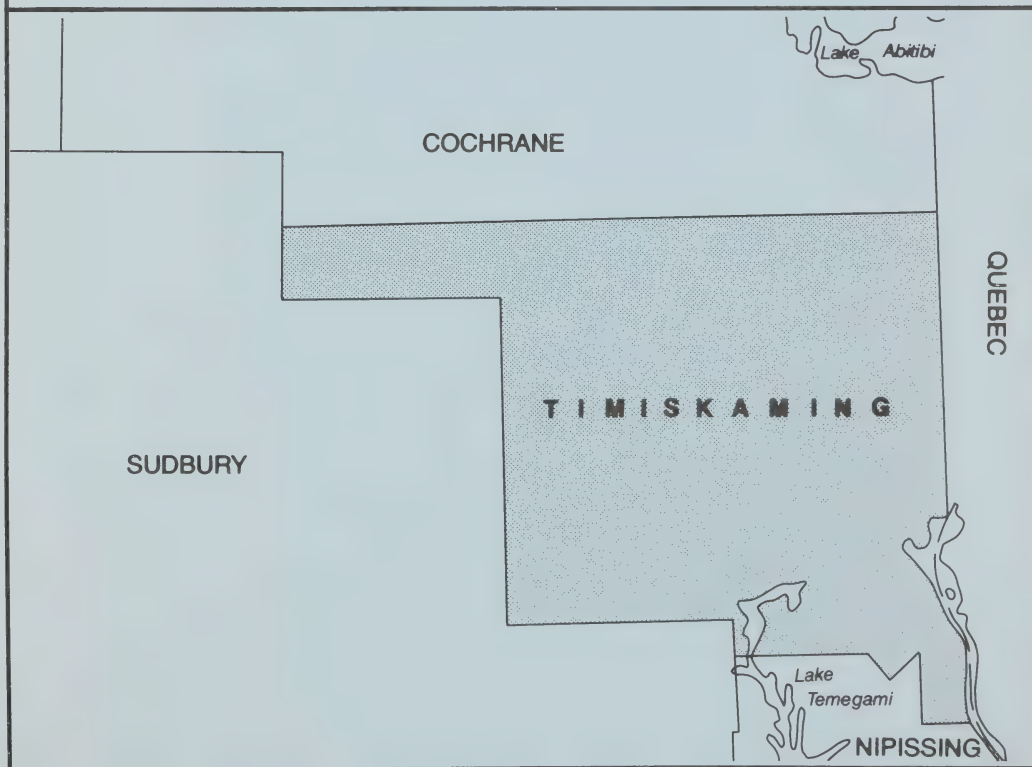 Lake Abitibi
COCHRANE
QUEBEC
TIMISKAMING
SUDBURY
Lake
Temegami
NIPISSING